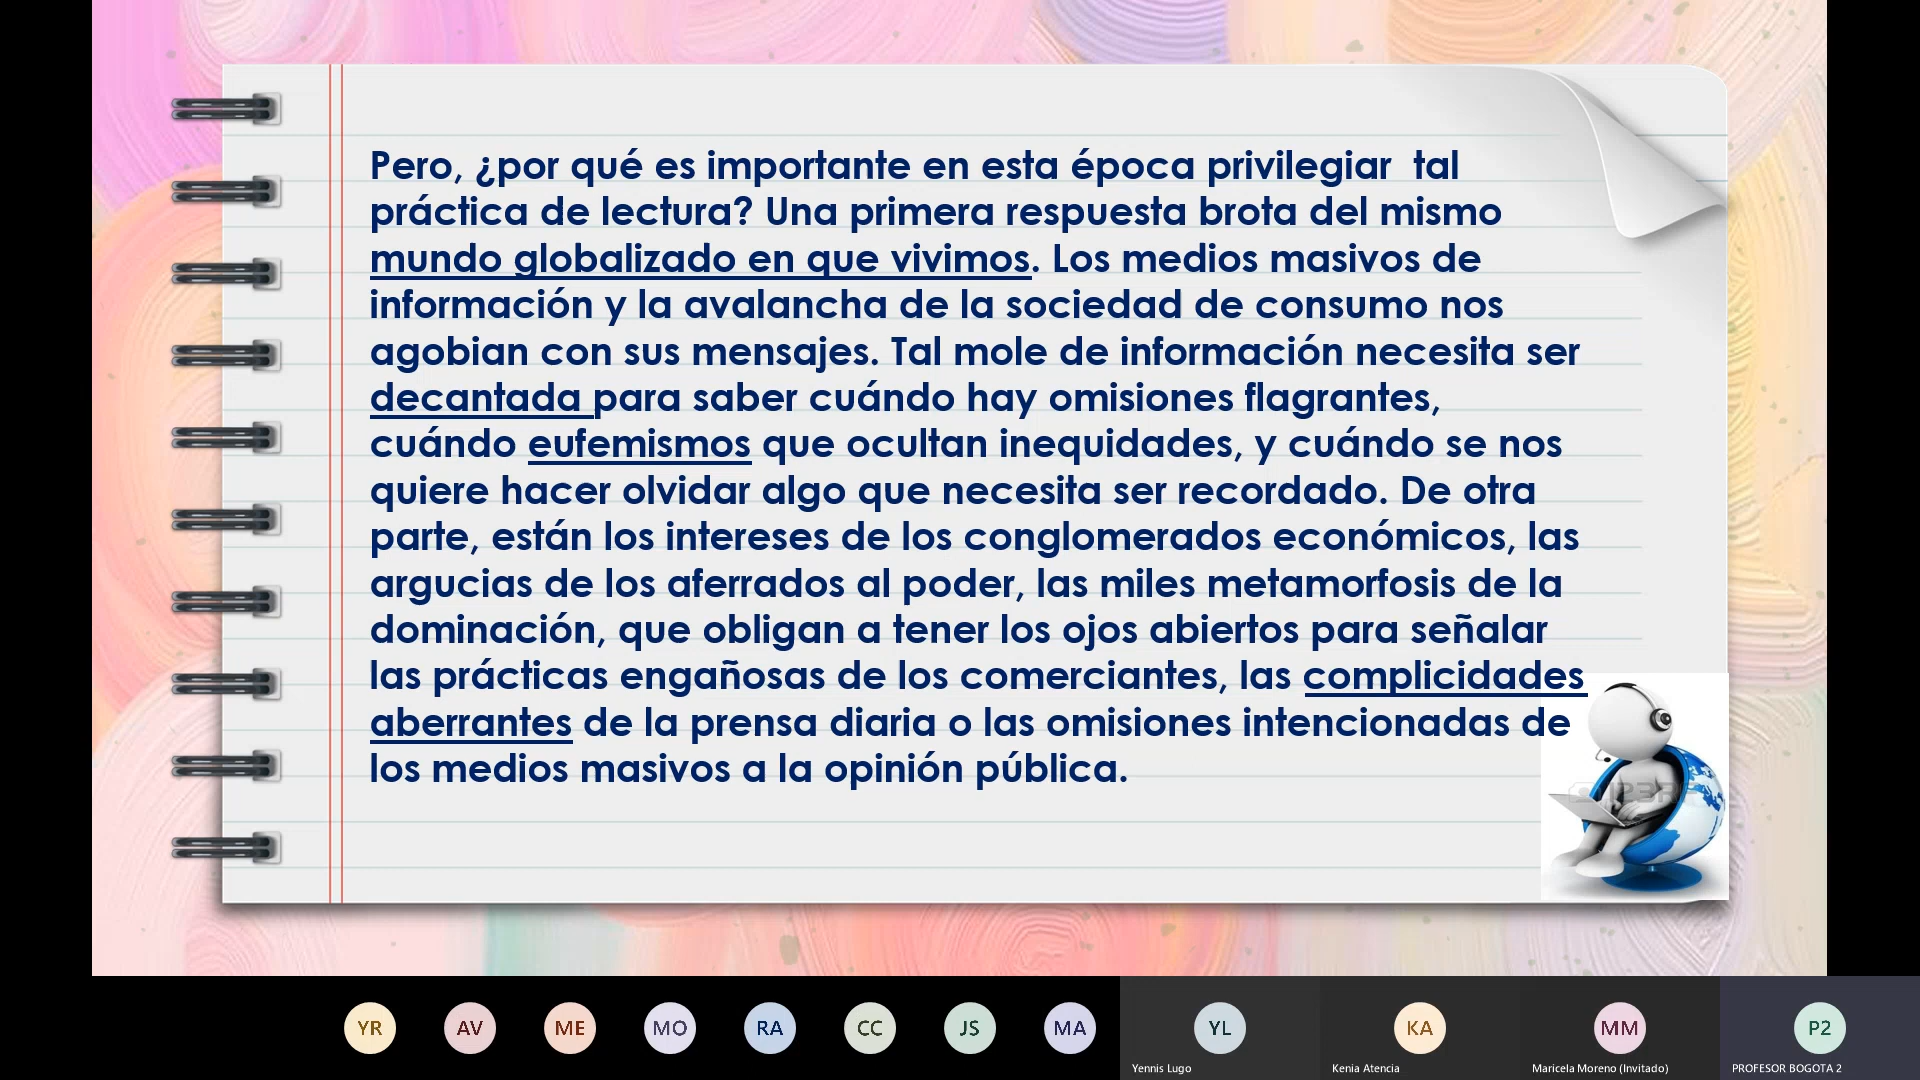 Pero, ¿por qué es importante en esta época privilegiar  tal
práctica de lectura? Una primera respuesta brota del mismo
mundo globalizado en que vivimos. Los medios masivos de
información y la avalancha de la sociedad de consumo nos
agobian con sus mensajes. Tal mole de información necesita ser
decantada para saber cuándo hay omisiones flagrantes,
cuándo eufemismos que ocultan inequidades, y cuándo se nos
quiere hacer olvidar algo que necesita ser recordado. De otra
parte, están los intereses de los conglomerados económicos, las
argucias de los aferrados al poder, las miles metamorfosis de la
dominación, que obligan a tener los ojos abiertos para señalar
las prácticas engañosas de los comerciantes, las complicidades
aberrantes de la prensa diaria o las omisiones intencionadas de
los medios masivos a la opinión pública.
YR AV ME MO RA CC JS MA YL KA MM P2
Yennis Lugo Kenia Atencia Maricela Moreno (Invitado) PROFESOR BOGOTA 2